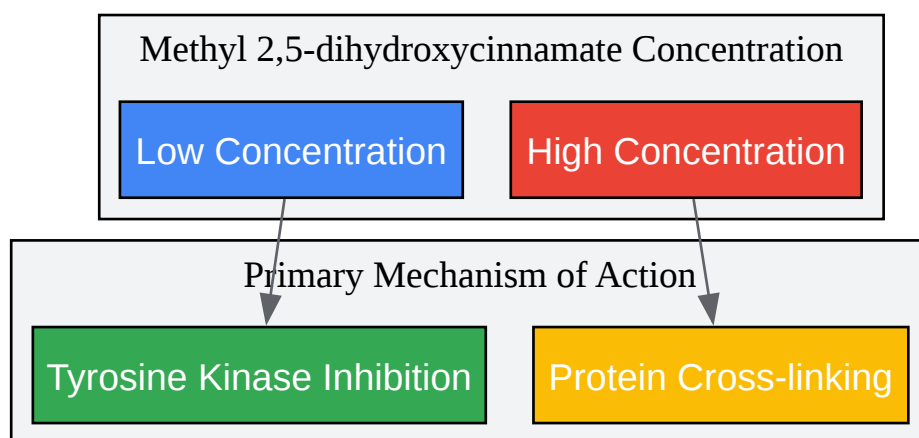 Methyl 2,5-dihydroxycinnamate Concentration
Low Concentration
High Concentration
Primary Mechanism of Action
Tyrosine Kinase Inhibition
Protein Cross-linking